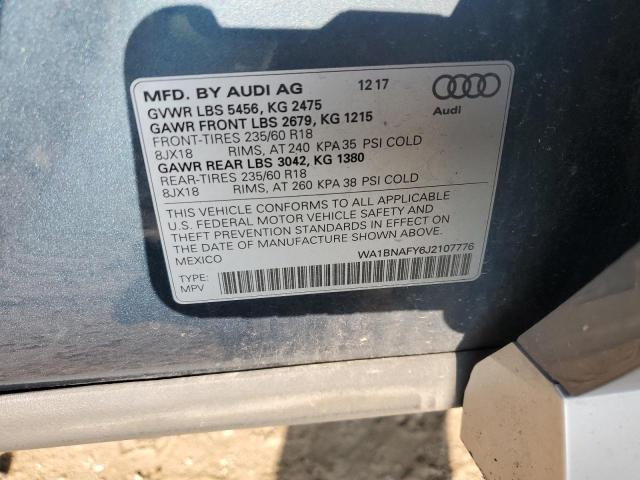 MFD. BY AUDI AG 12 17
GVWR LBS 5456, KG 2475
GAWR FRONT LBS 2679, KG 1215
FRONT-TIRES 235/60 R18
8JX18 RIMS, AT 240 KPA 35 PSI COLD
GAWR REAR LBS 3042, KG 1380
REAR-TIRES 235/60 R18
8JX18 RIMS, AT 260 KPA 38 PSI COLD
Audi
THIS VEHICLE CONFORMS TO ALL APPLICABLE
U.S. FEDERAL MOTOR VEHICLE SAFETY AND
THEFT PREVENTION STANDARDS IN EFFECT ON
THE DATE OF MANUFACTURE SHOWN ABOVE.
MEXICO WA1BNAFY6J2107776
TYPE:
MPV